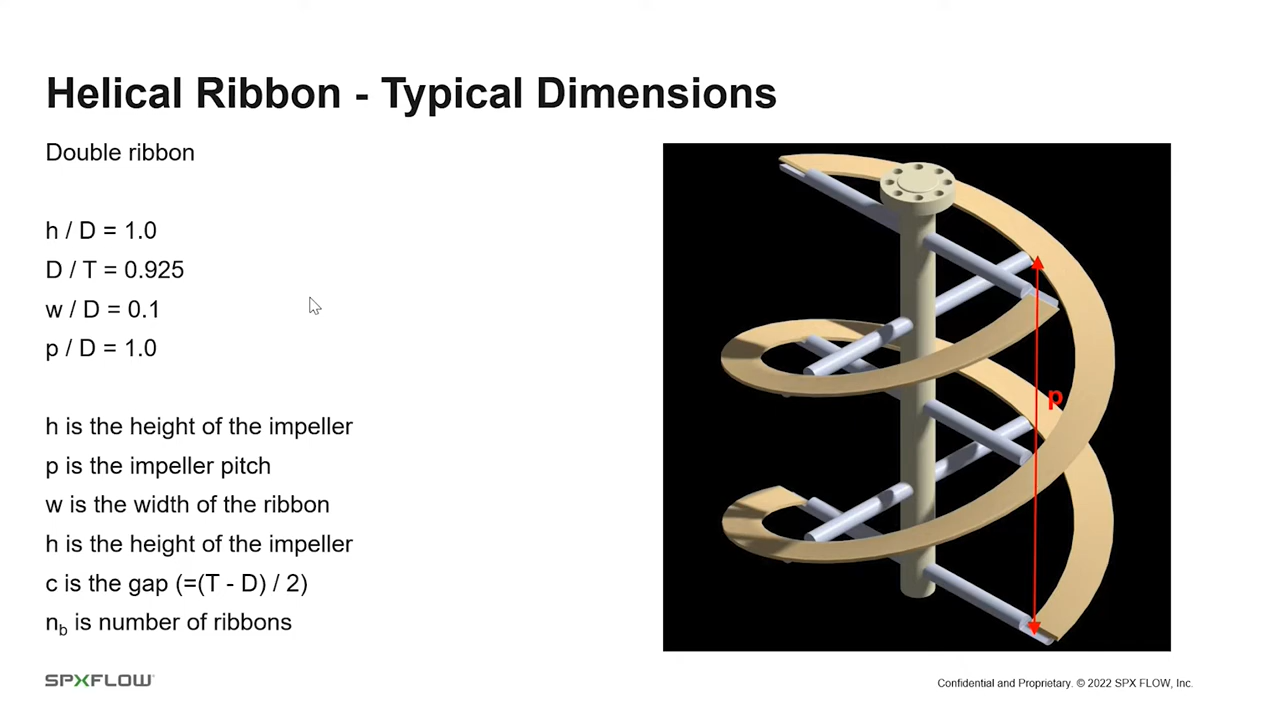 Helical Ribbon - Typical Dimensions
Double ribbon
h / D = 1.0
D / T = 0.925
w / D = 0.1
p / D = 1.0
h is the height of the impeller
p is the impeller pitch
w is the width of the ribbon
h is the height of the impeller
c is the gap (=(T - D) / 2)
nb is number of ribbons
p
SPXFLOW
Confidential and Proprietary. © 2022 SPX FLOW, Inc.